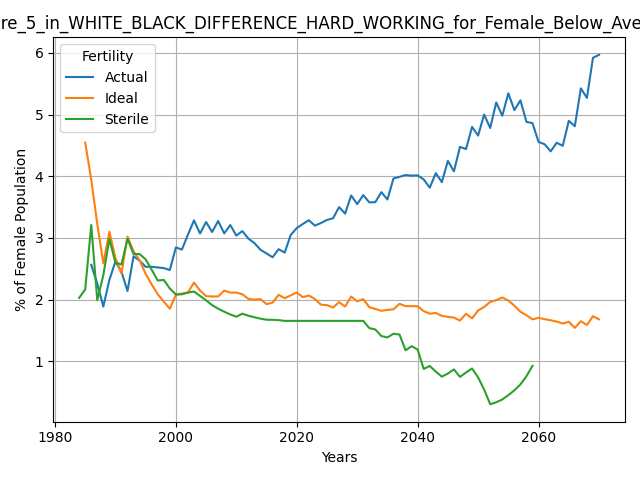 re_5_in_WHITE_BLACK_DIFFERENCE_HARD_WORKING_for_Female_Below_Ave
Fertility
Actual
Ideal
Sterile
% of Female Population
6
5
4
3
2
1
1980
2000
2020
2040
2060
Years